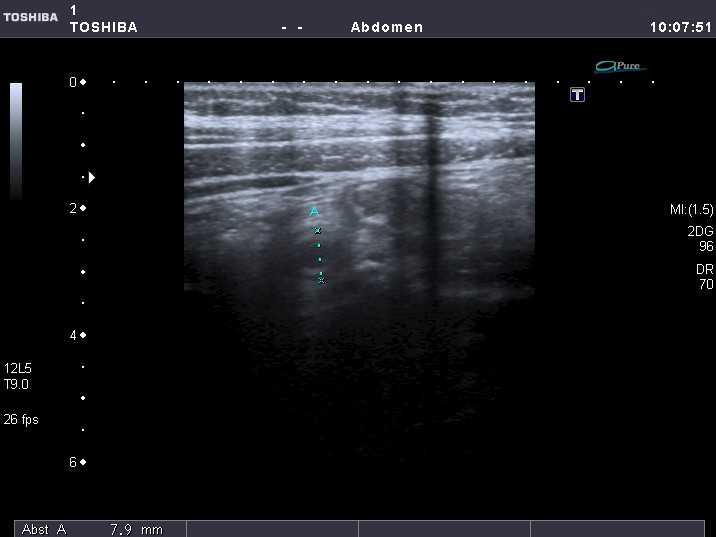 TOSHIBA
1
TOSHIBA - - Abdomen 10:07:51
aPure
T
0
2
4
6
A
MI:(1.5)
2DG
96
DR
70
12L5
T9.0
26 fps
Abst A 7.9 mm